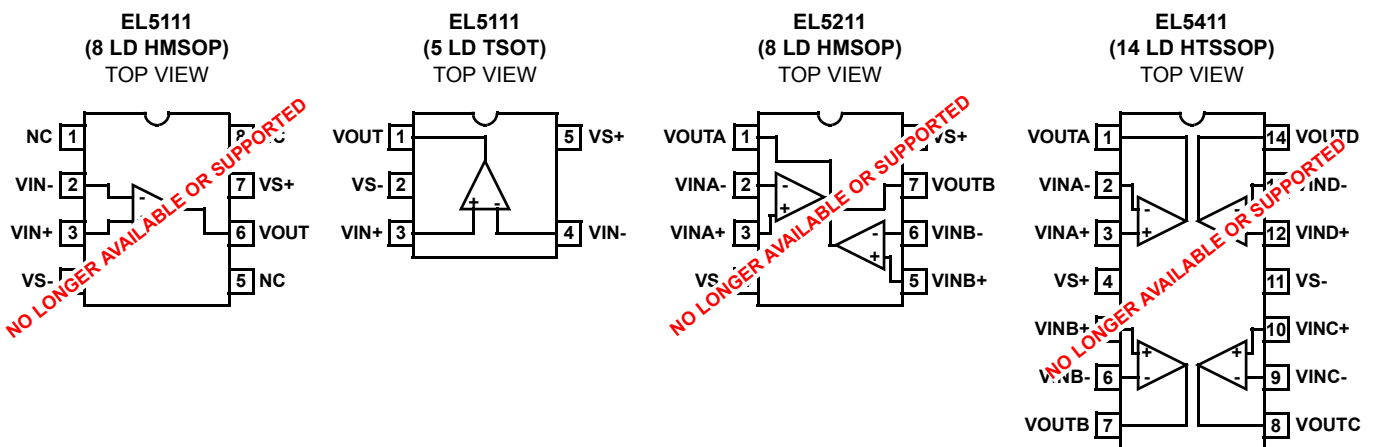 EL5111
(8 LD HMSOP)
TOP VIEW
NC 1
VIN- 2
VIN+ 3
VS-
7 VS+
6 VOUT
5 NC
NO LONGER AVAILABLE OR SUPPORTED
- 
EL5111
(5 LD TSOT)
TOP VIEW
VOUT 1
VS- 2
VIN+ 3
5 VS+
4 VIN-
+ -
EL5211
(8 LD HMSOP)
TOP VIEW
VOUTA 1
VINA- 2
VINA+ 3
VS
VS+
7 VOUTB
6 VINB-
5 VINB+
-
+
-
+
NO LONGER AVAILABLE OR SUPPORTED
EL5411
(14 LD HTSSOP)
TOP VIEW
VOUTA 1
VINA- 2
VINA+ 3
VS+ 4
VINB+
VINB- 6
VOUTB 7
14 VOUTD
VIND-
12 VIND+
11 VS-
10 VINC+
9 VINC-
8 VOUTC
-
+
-
+
-
+
-
NO LONGER AVAILABLE OR SUPPORTED